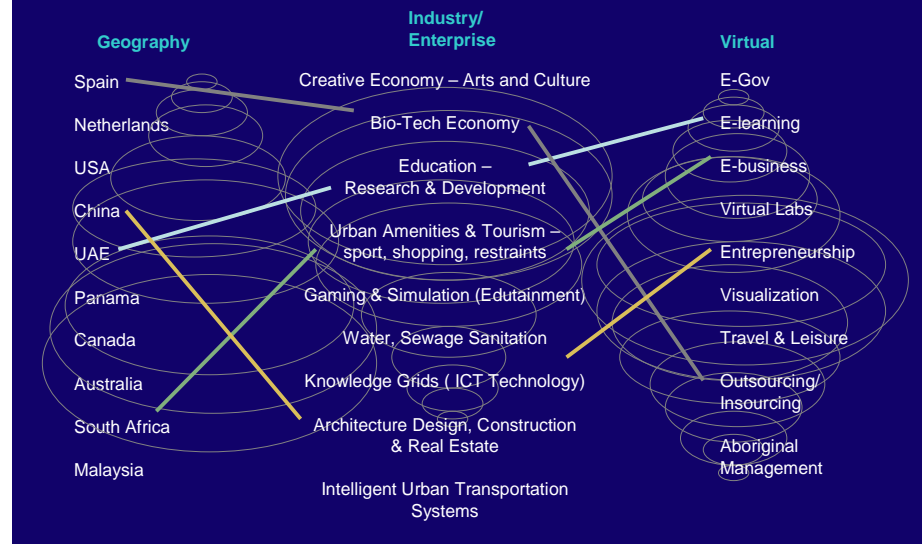 Geography
Spain
Netherlands
USA
China
UAE
Panama
Canada
Australia
South Africa
Malaysia
Industry/
Enterprise
Creative Economy – Arts and Culture
Bio-Tech Economy
Education –
Research & Development
Urban Amenities & Tourism –
sport, shopping, restraints
Gaming & Simulation (Edutainment)
Water, Sewage Sanitation
Knowledge Grids ( ICT Technology)
Architecture Design, Construction
& Real Estate
Intelligent Urban Transportation
Systems
Virtual
E-Gov
E-learning
E-business
Virtual Labs
Entrepreneurship
Visualization
Travel & Leisure
Outsourcing/
Insourcing
Aboriginal
Management